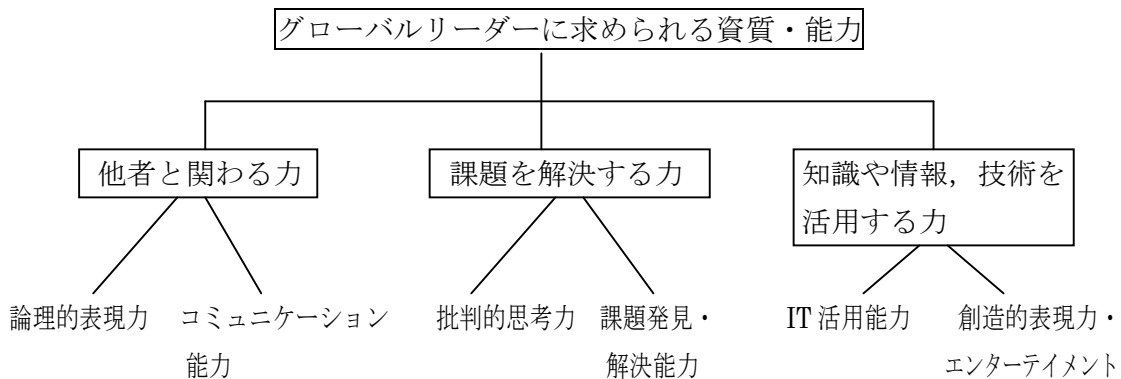 グローバルリーダーに求められる資質・能力
他者と関わる力
課題を解決する力
知識や情報，技術を
活用する力
論理的表現力
コミュニケーション
能力
批判的思考力
課題発見・
解決能力
IT 活用能力
創造的表現力・
エンターテイメント